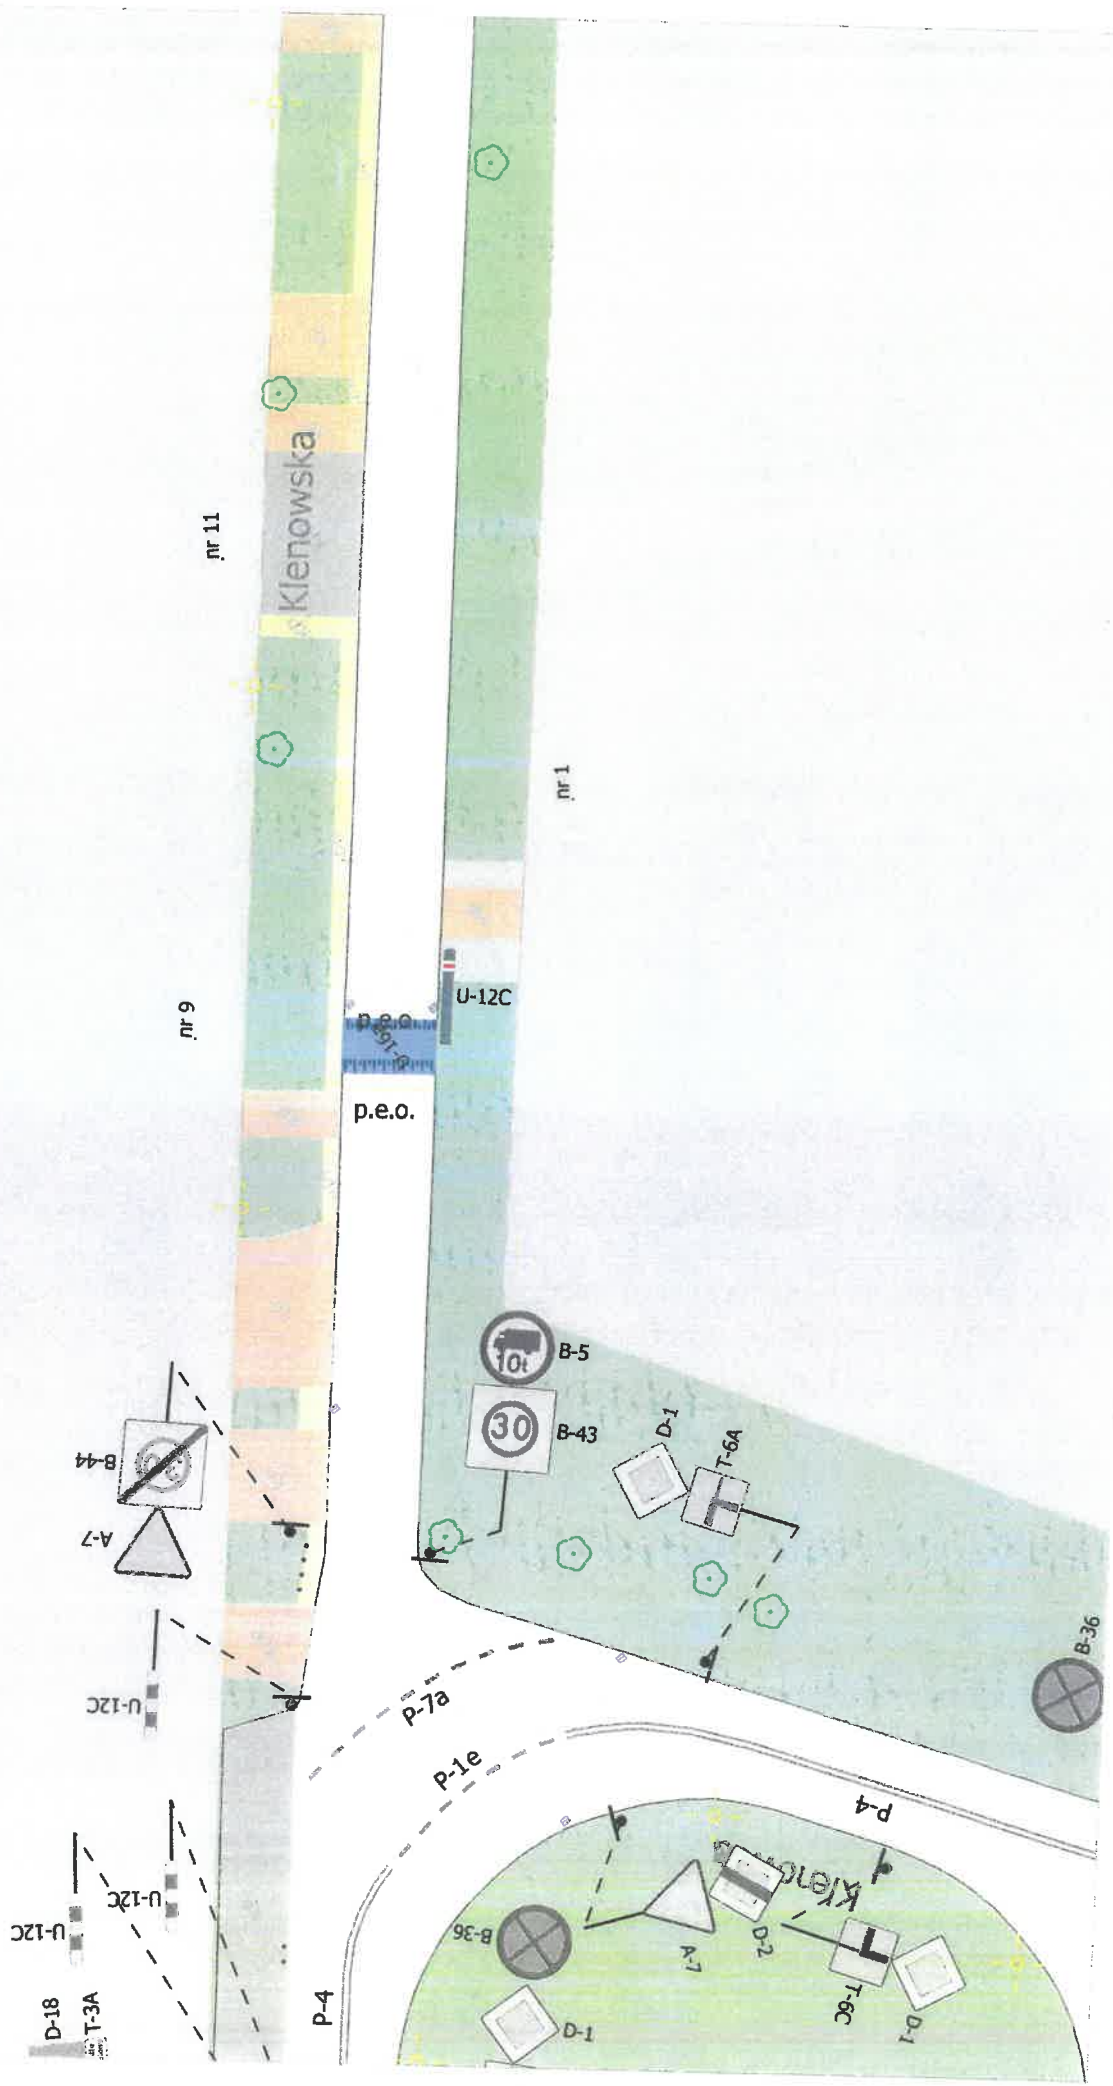 nr 11
Klenowska
nr 1
nr 9
U-12C
p.e.o.
p.e.o.
10t
B-5
30
B-43
B-44
A-7
D-1
T-6A
U-12C
P-7a
P-1e
B-36
P-4
U-12C
U-12C
D-18
T-3A
P-4
B-36
D-1
A-7
D-2
T-6C
D-1